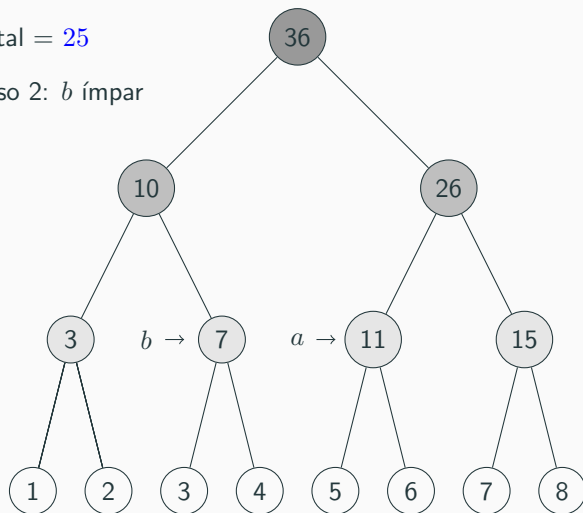 tal = 25
36
so 2: b ímpar
10 26
3 b → 7 a → 11 15
1 2 3 4 5 6 7 8